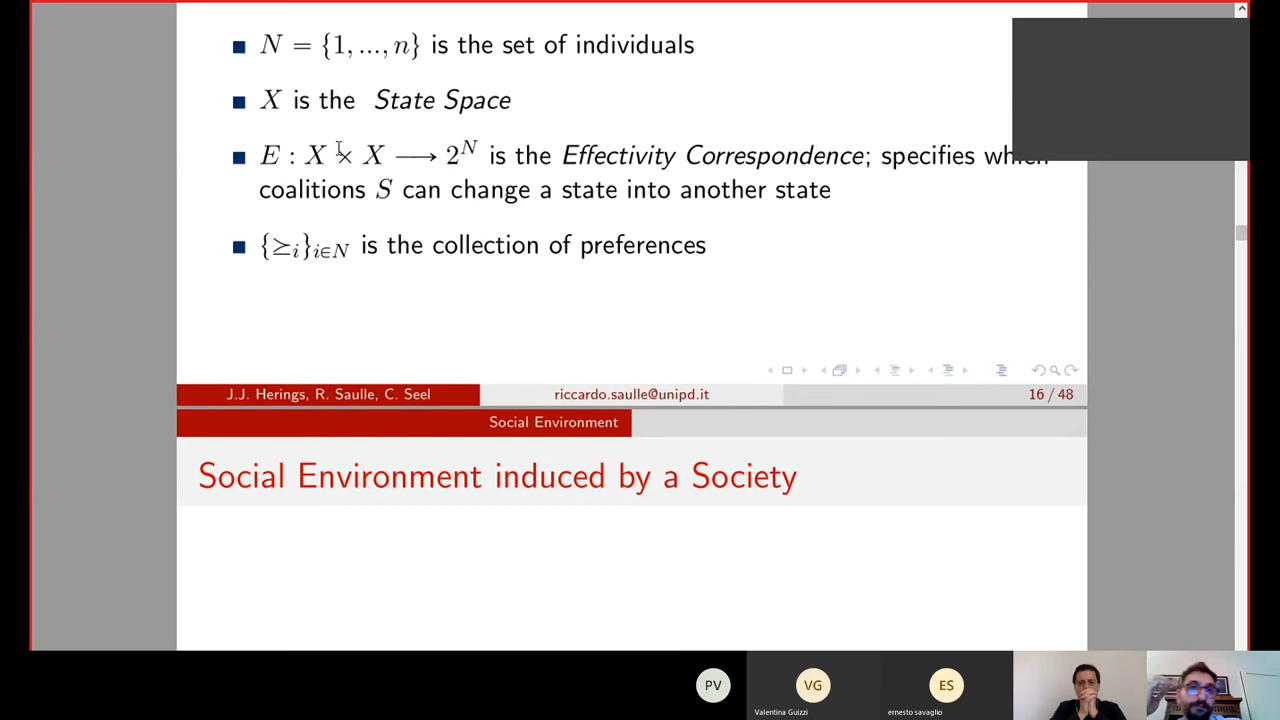 N = {1, ..., n} is the set of individuals
X is the State Space
E : X × X ⟶ 2^N is the Effectivity Correspondence; specifies which
coalitions S can change a state into another state
{⪰_i}_{i∈N} is the collection of preferences
J.J. Herings, R. Saulle, C. Seel riccardo.saulle@unipd.it 16 / 48
Social Environment
Social Environment induced by a Society
PV VG ES
Valentina Guizzi ernesto savaglio